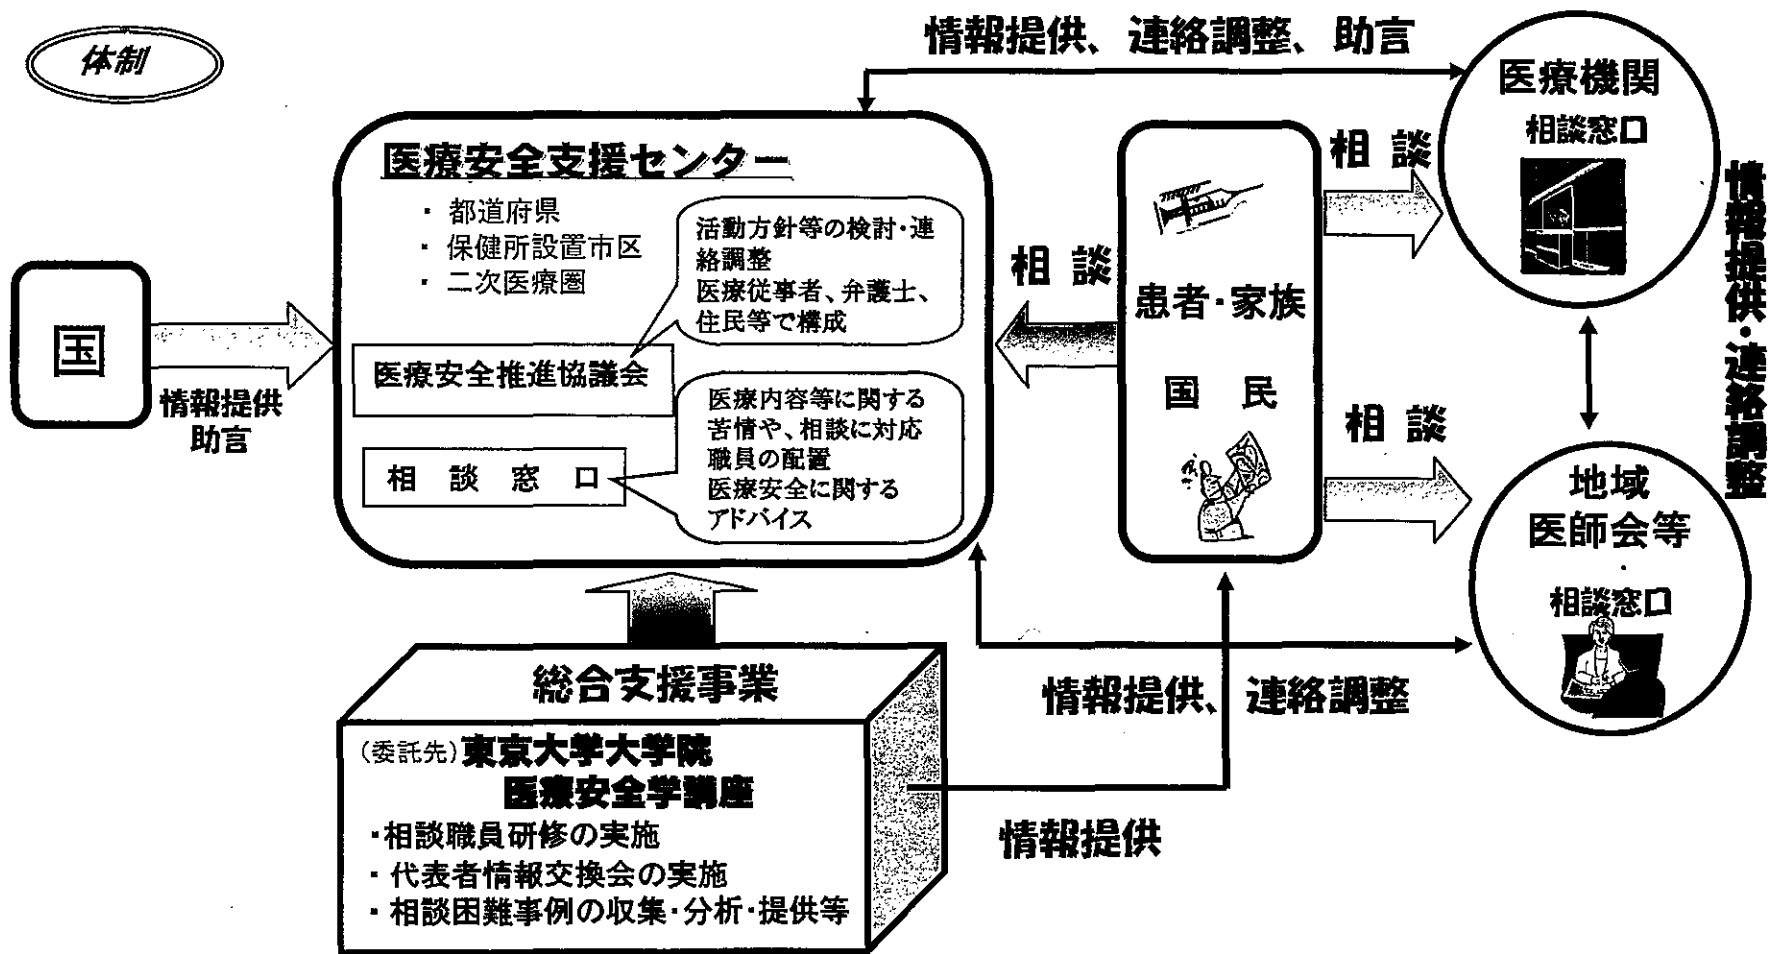 体制
情報提供、連絡調整、助言
医療機関
相談窓口
医療安全支援センター
・ 都道府県
・ 保健所設置市区
・ 二次医療圏
活動方針等の検討・連
絡調整
医療従事者、弁護士、
住民等で構成
医療安全推進協議会
医療内容等に関する
苦情や、相談に対応
職員の配置
医療安全に関する
アドバイス
相 談 窓 口
国
情報提供
助言
相 談
患者・家族
国 民
相 談
相 談
情報提供・連絡調整
地域
医師会等
相談窓口
情報提供、連絡調整
総合支援事業
(委託先)東京大学大学院
医療安全学講座
・相談職員研修の実施
・代表者情報交換会の実施
・相談困難事例の収集・分析・提供等
情報提供